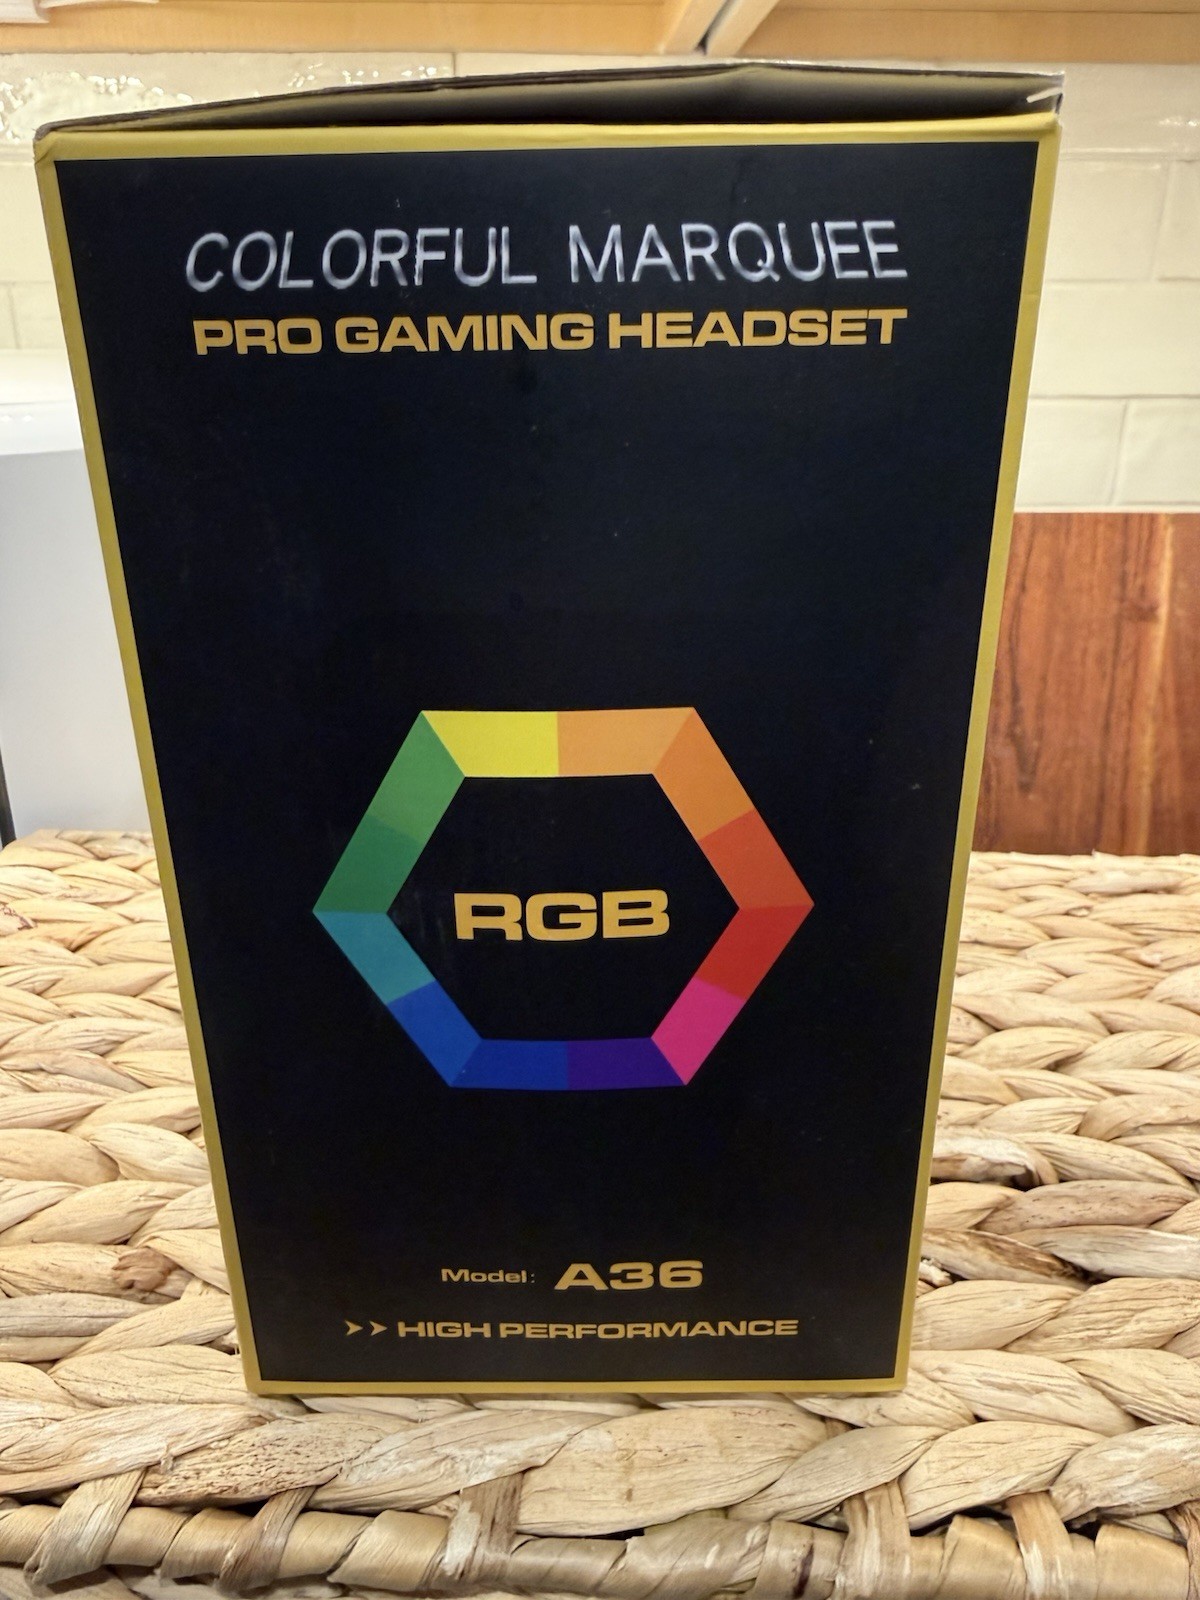 COLORFUL MARQUEE
PRO GAMING HEADSET
RGB
Model: A36
>> HIGH PERFORMANCE